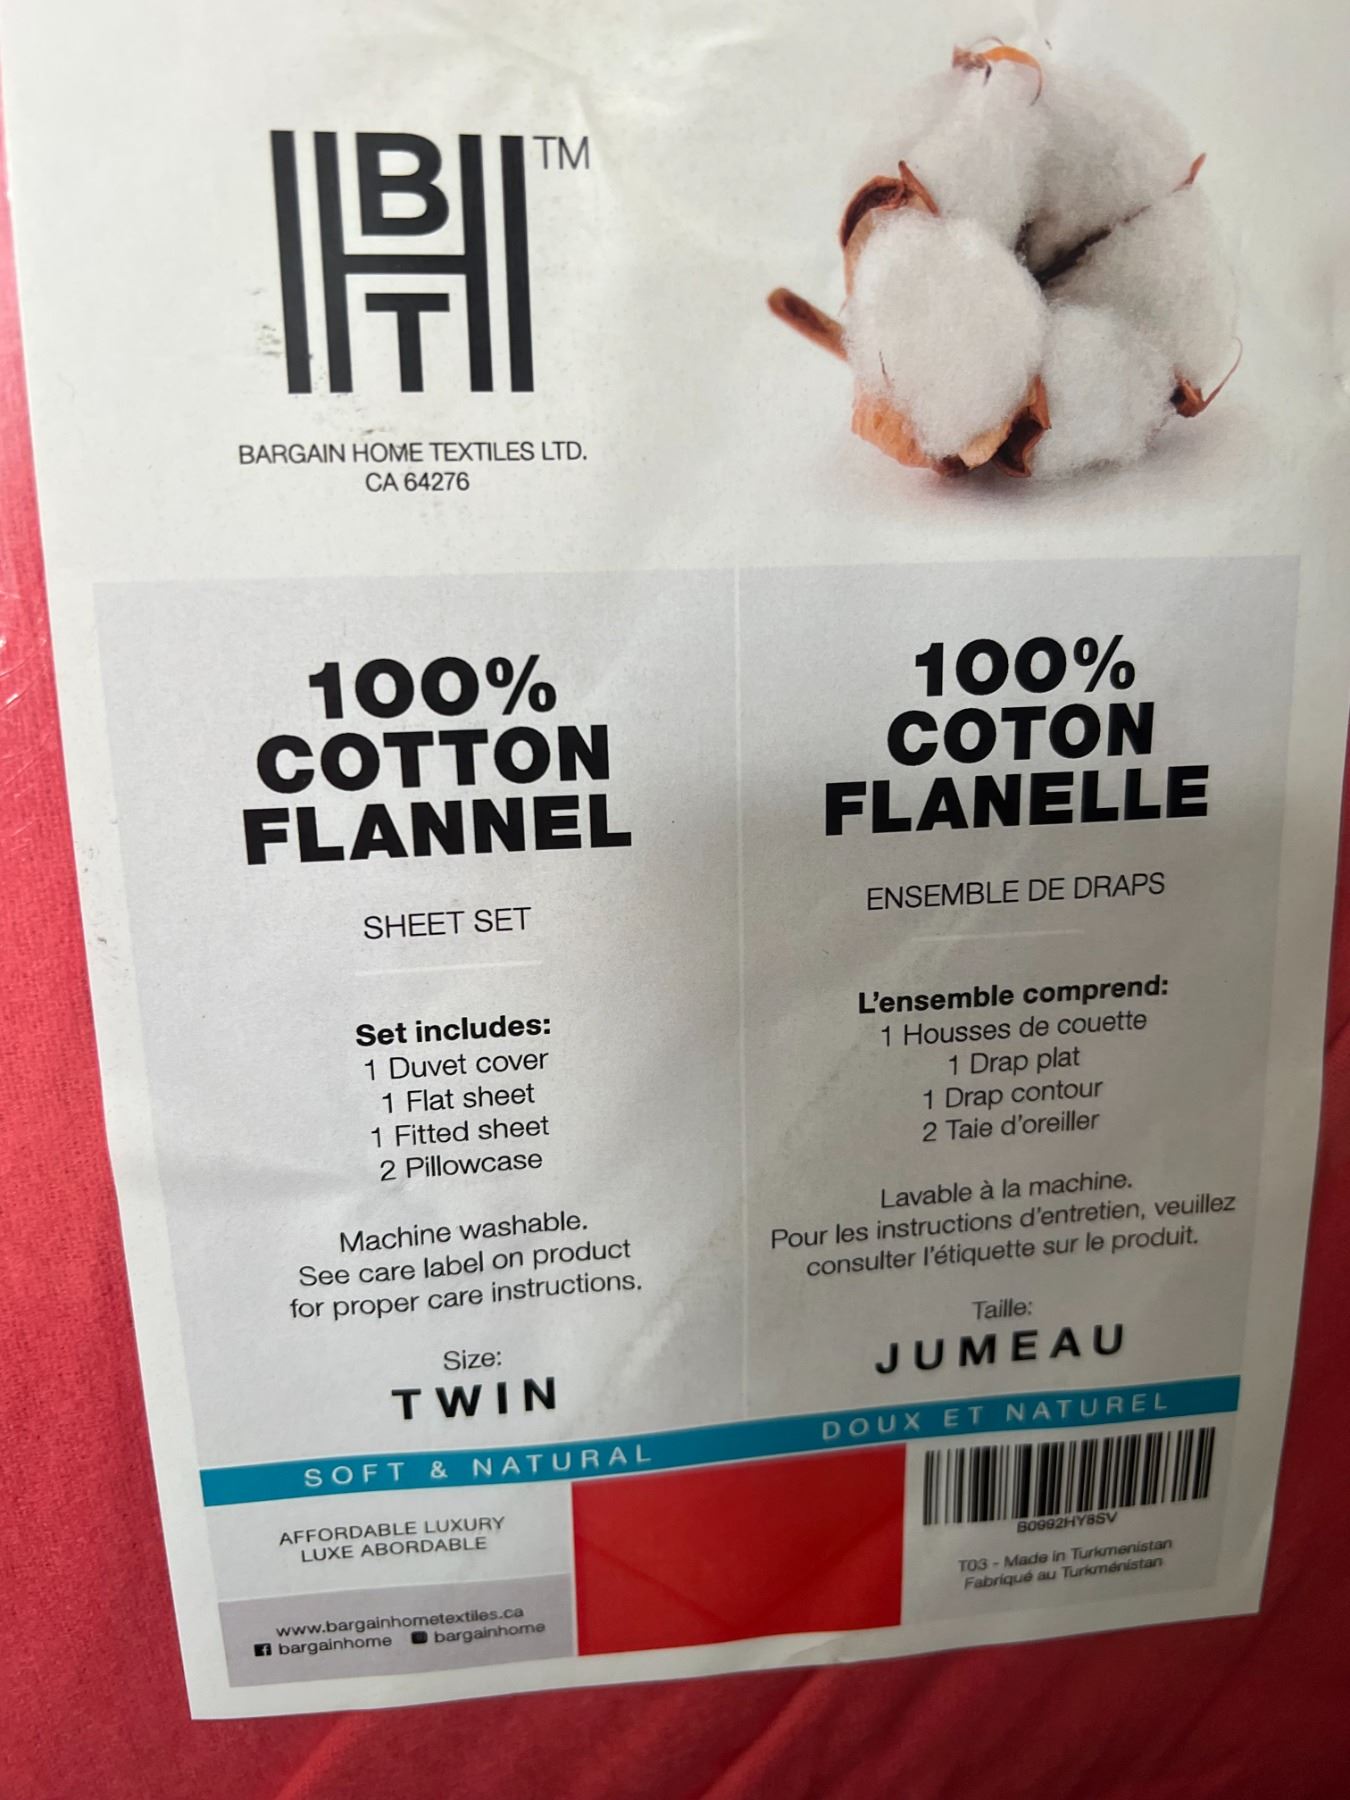 BHT™
BARGAIN HOME TEXTILES LTD.
CA 64276
100%
COTTON
FLANNEL
SHEET SET
Set includes:
1 Duvet cover
1 Flat sheet
1 Fitted sheet
2 Pillowcase
Machine washable.
See care label on product
for proper care instructions.
Size:
TWIN
SOFT & NATURAL
AFFORDABLE LUXURY
LUXE ABORDABLE
www.bargainhometextiles.ca
bargainhome bargainhome
100%
COTON
FLANELLE
ENSEMBLE DE DRAPS
L'ensemble comprend:
1 Housses de couette
1 Drap plat
1 Drap contour
2 Taie d'oreiller
Lavable à la machine.
Pour les instructions d'entretien, veuillez
consulter l'étiquette sur le produit.
Taille:
JUMEAU
DOUX ET NATUREL
B0992HY8SV
T03 - Made in Turkmenistan
Fabriqué au Turkménistan